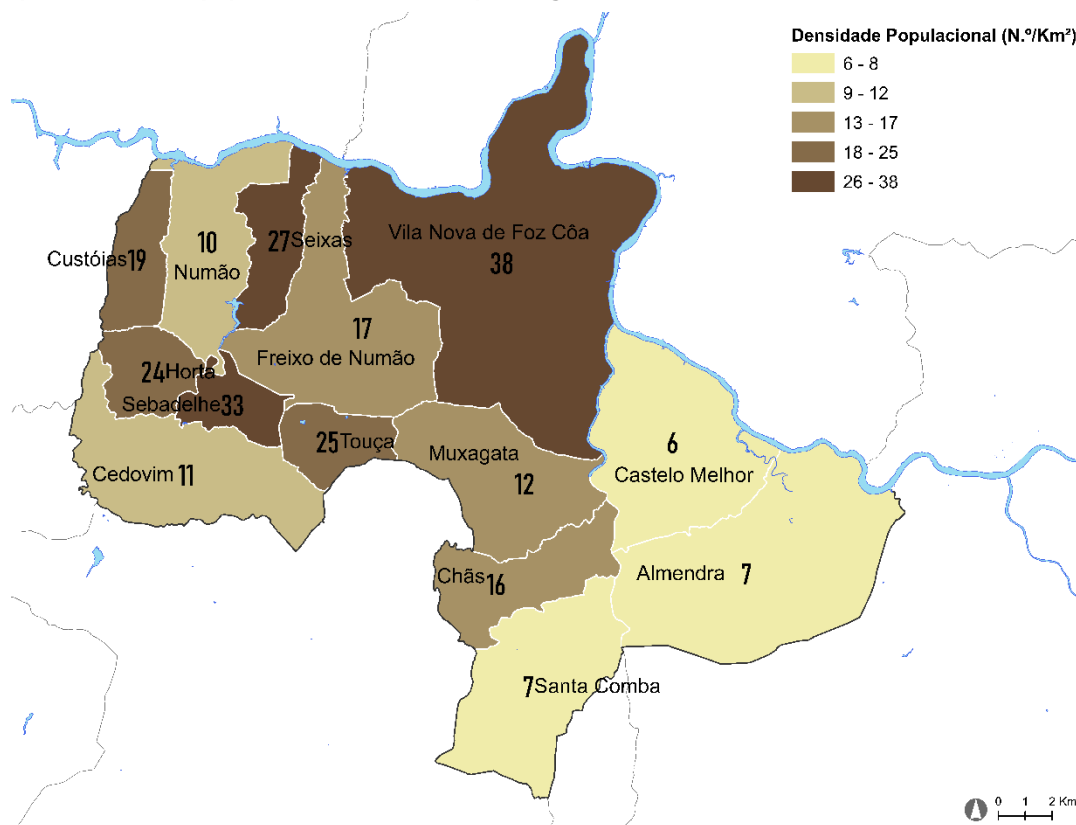 Densidade Populacional (N.º/Km²)
6 - 8
9 - 12
13 - 17
18 - 25
26 - 38
Vila Nova de Foz Côa
38
27 Seixas
10
Numão
Custóias 19
17
Freixo de Numão
24 Horta
Sebadelhe 33
25 Touça
Muxagata
12
Cedovim 11
6
Castelo Melhor
Almendra 7
Chãs 16
7 Santa Comba
0 1 2 Km